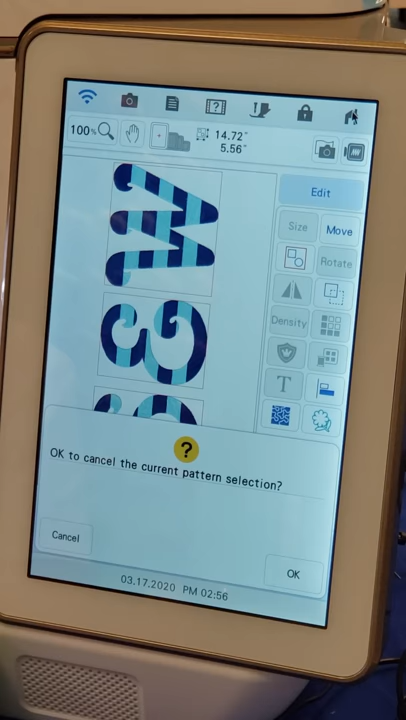 100%
14.72"
5.56"
Edit
Size
Move
Rotate
Density
T
?
OK to cancel the current pattern selection?
Cancel
OK
03.17.2020 PM 02:56